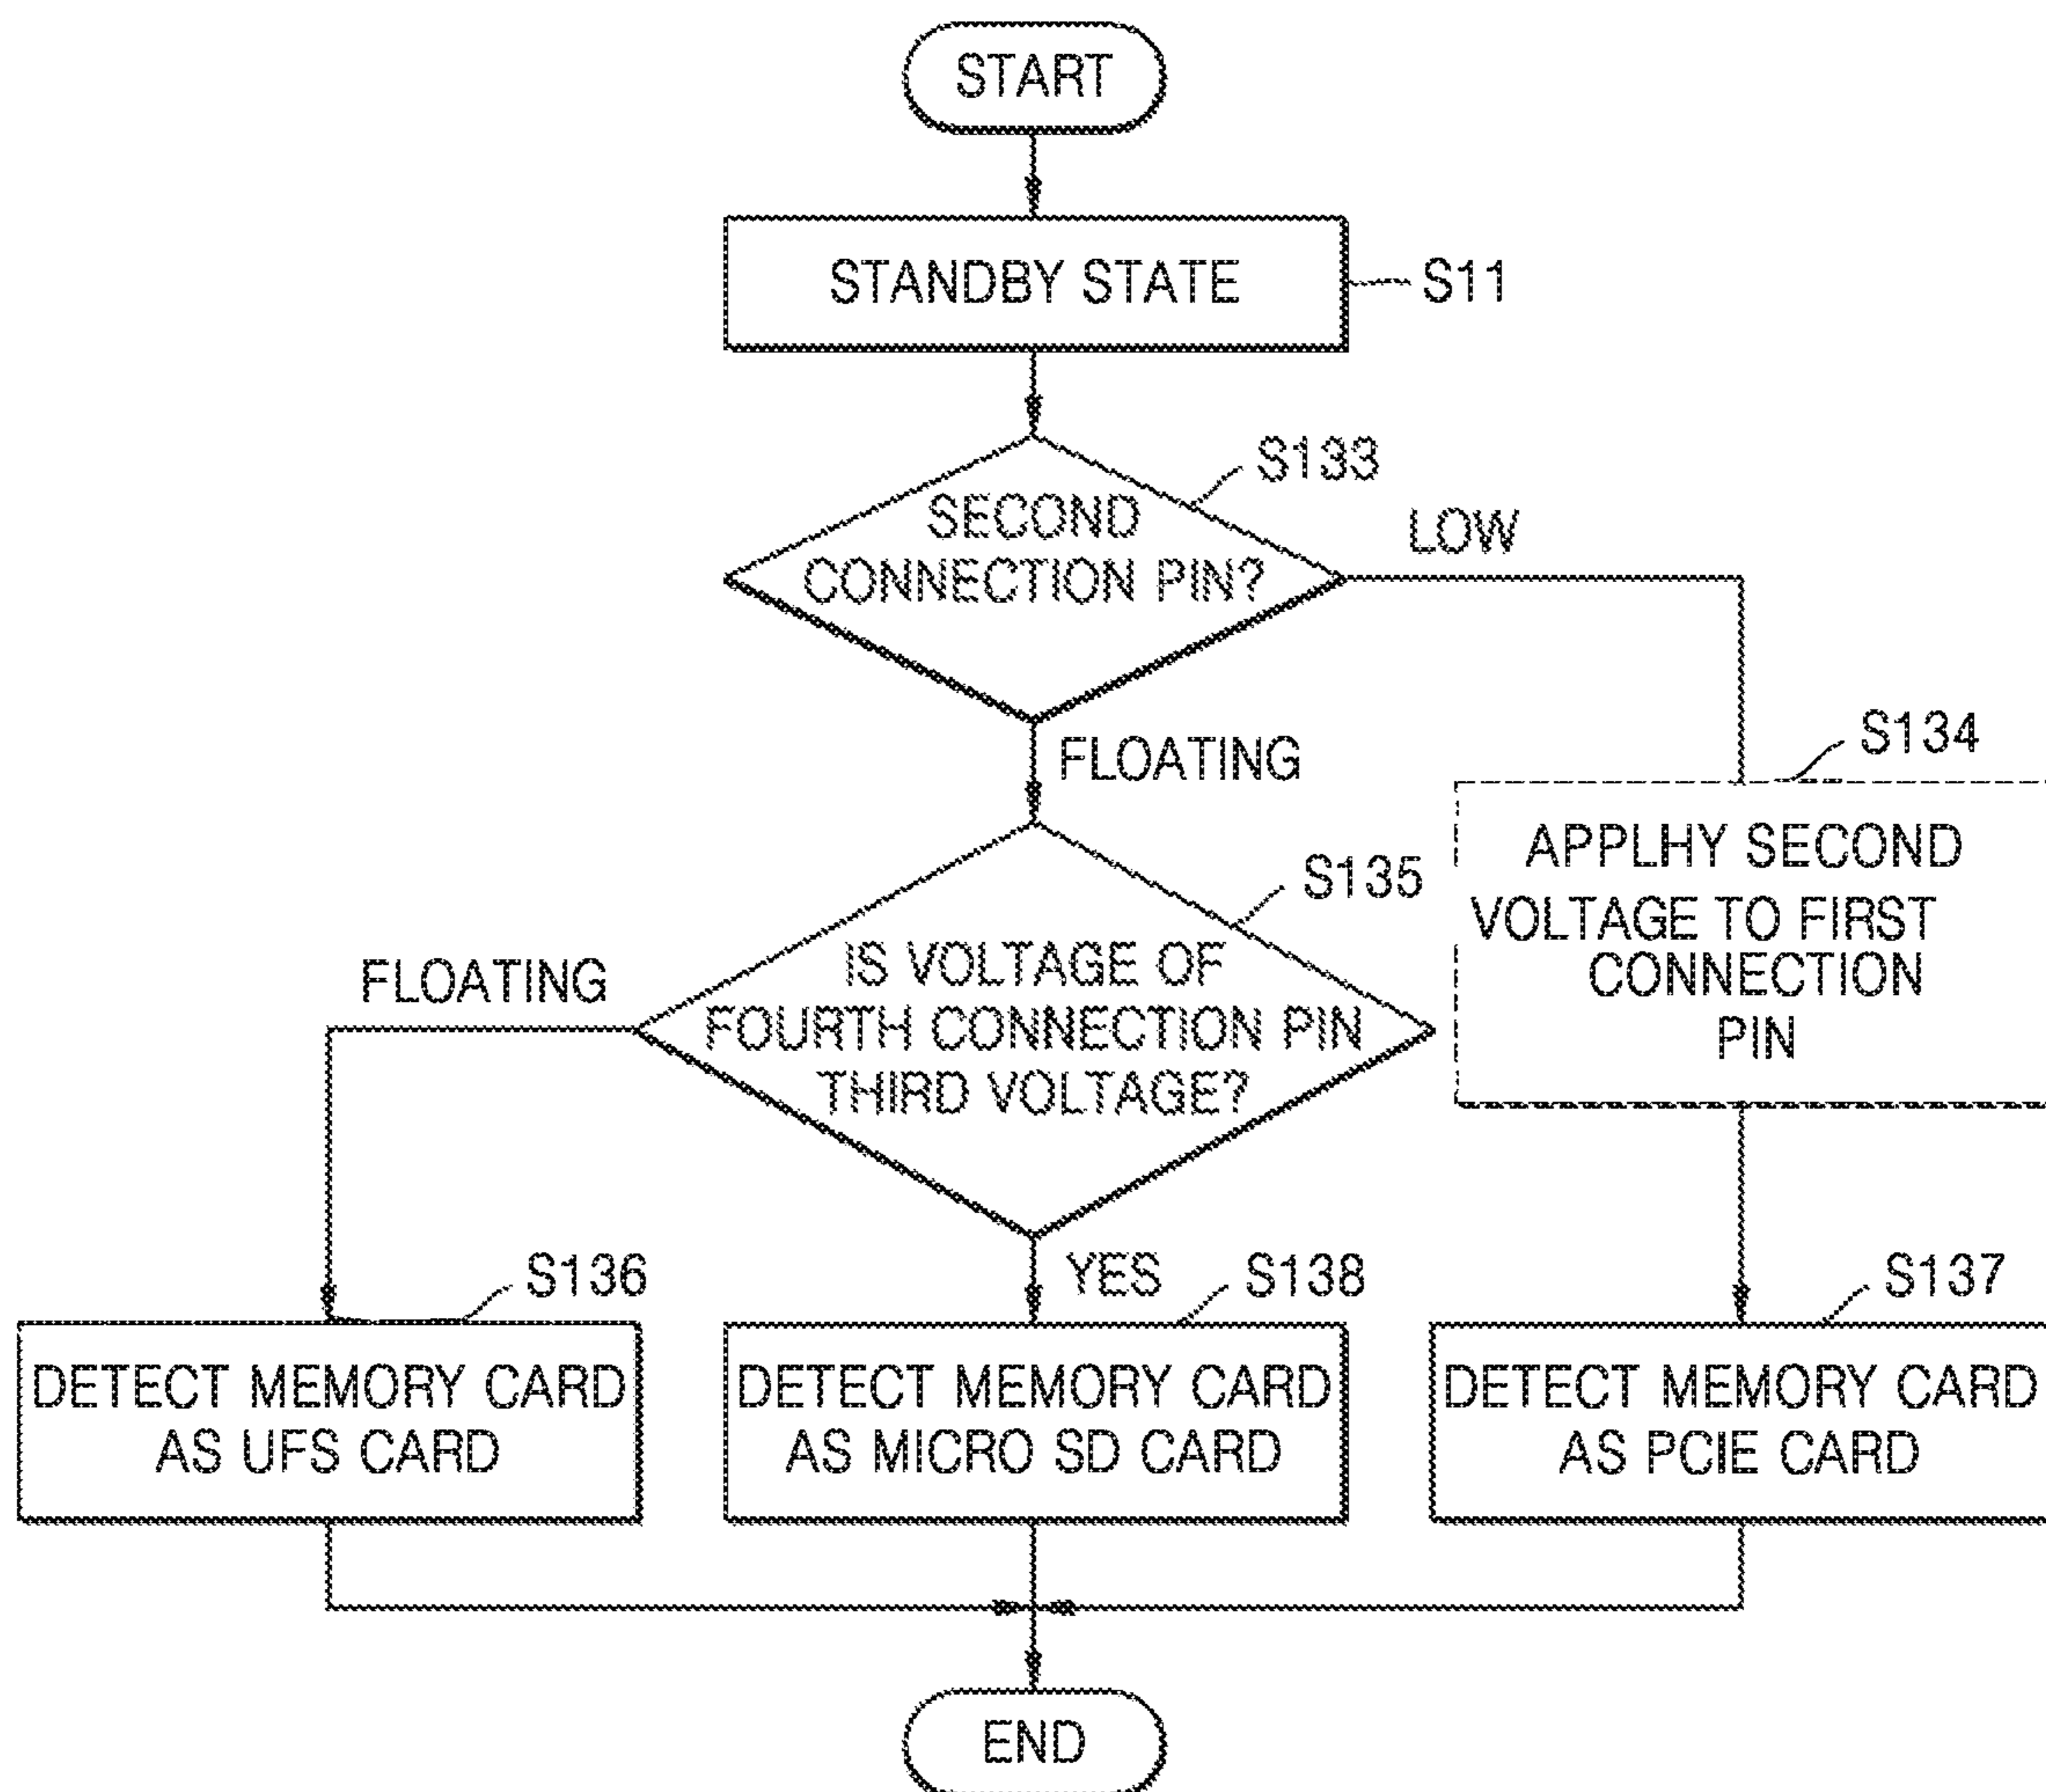 START
STANDBY STATE
S11
S133
SECOND
CONNECTION PIN?
LOW
FLOATING
S134
APPLHY SECOND
VOLTAGE TO FIRST
CONNECTION
PIN
S135
IS VOLTAGE OF
FOURTH CONNECTION PIN
THIRD VOLTAGE?
FLOATING
YES
S136
DETECT MEMORY CARD
AS UFS CARD
S138
DETECT MEMORY CARD
AS MICRO SD CARD
S137
DETECT MEMORY CARD
AS PCIE CARD
END